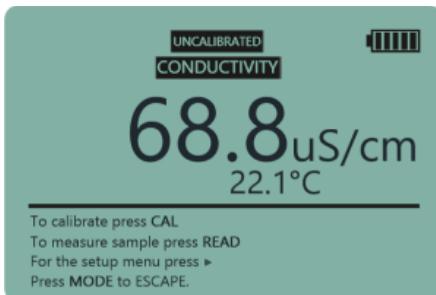 UNCALIBRATED
CONDUCTIVITY
68.8uS/cm
22.1°C
To calibrate press CAL
To measure sample press READ
For the setup menu press ►
Press MODE to ESCAPE.